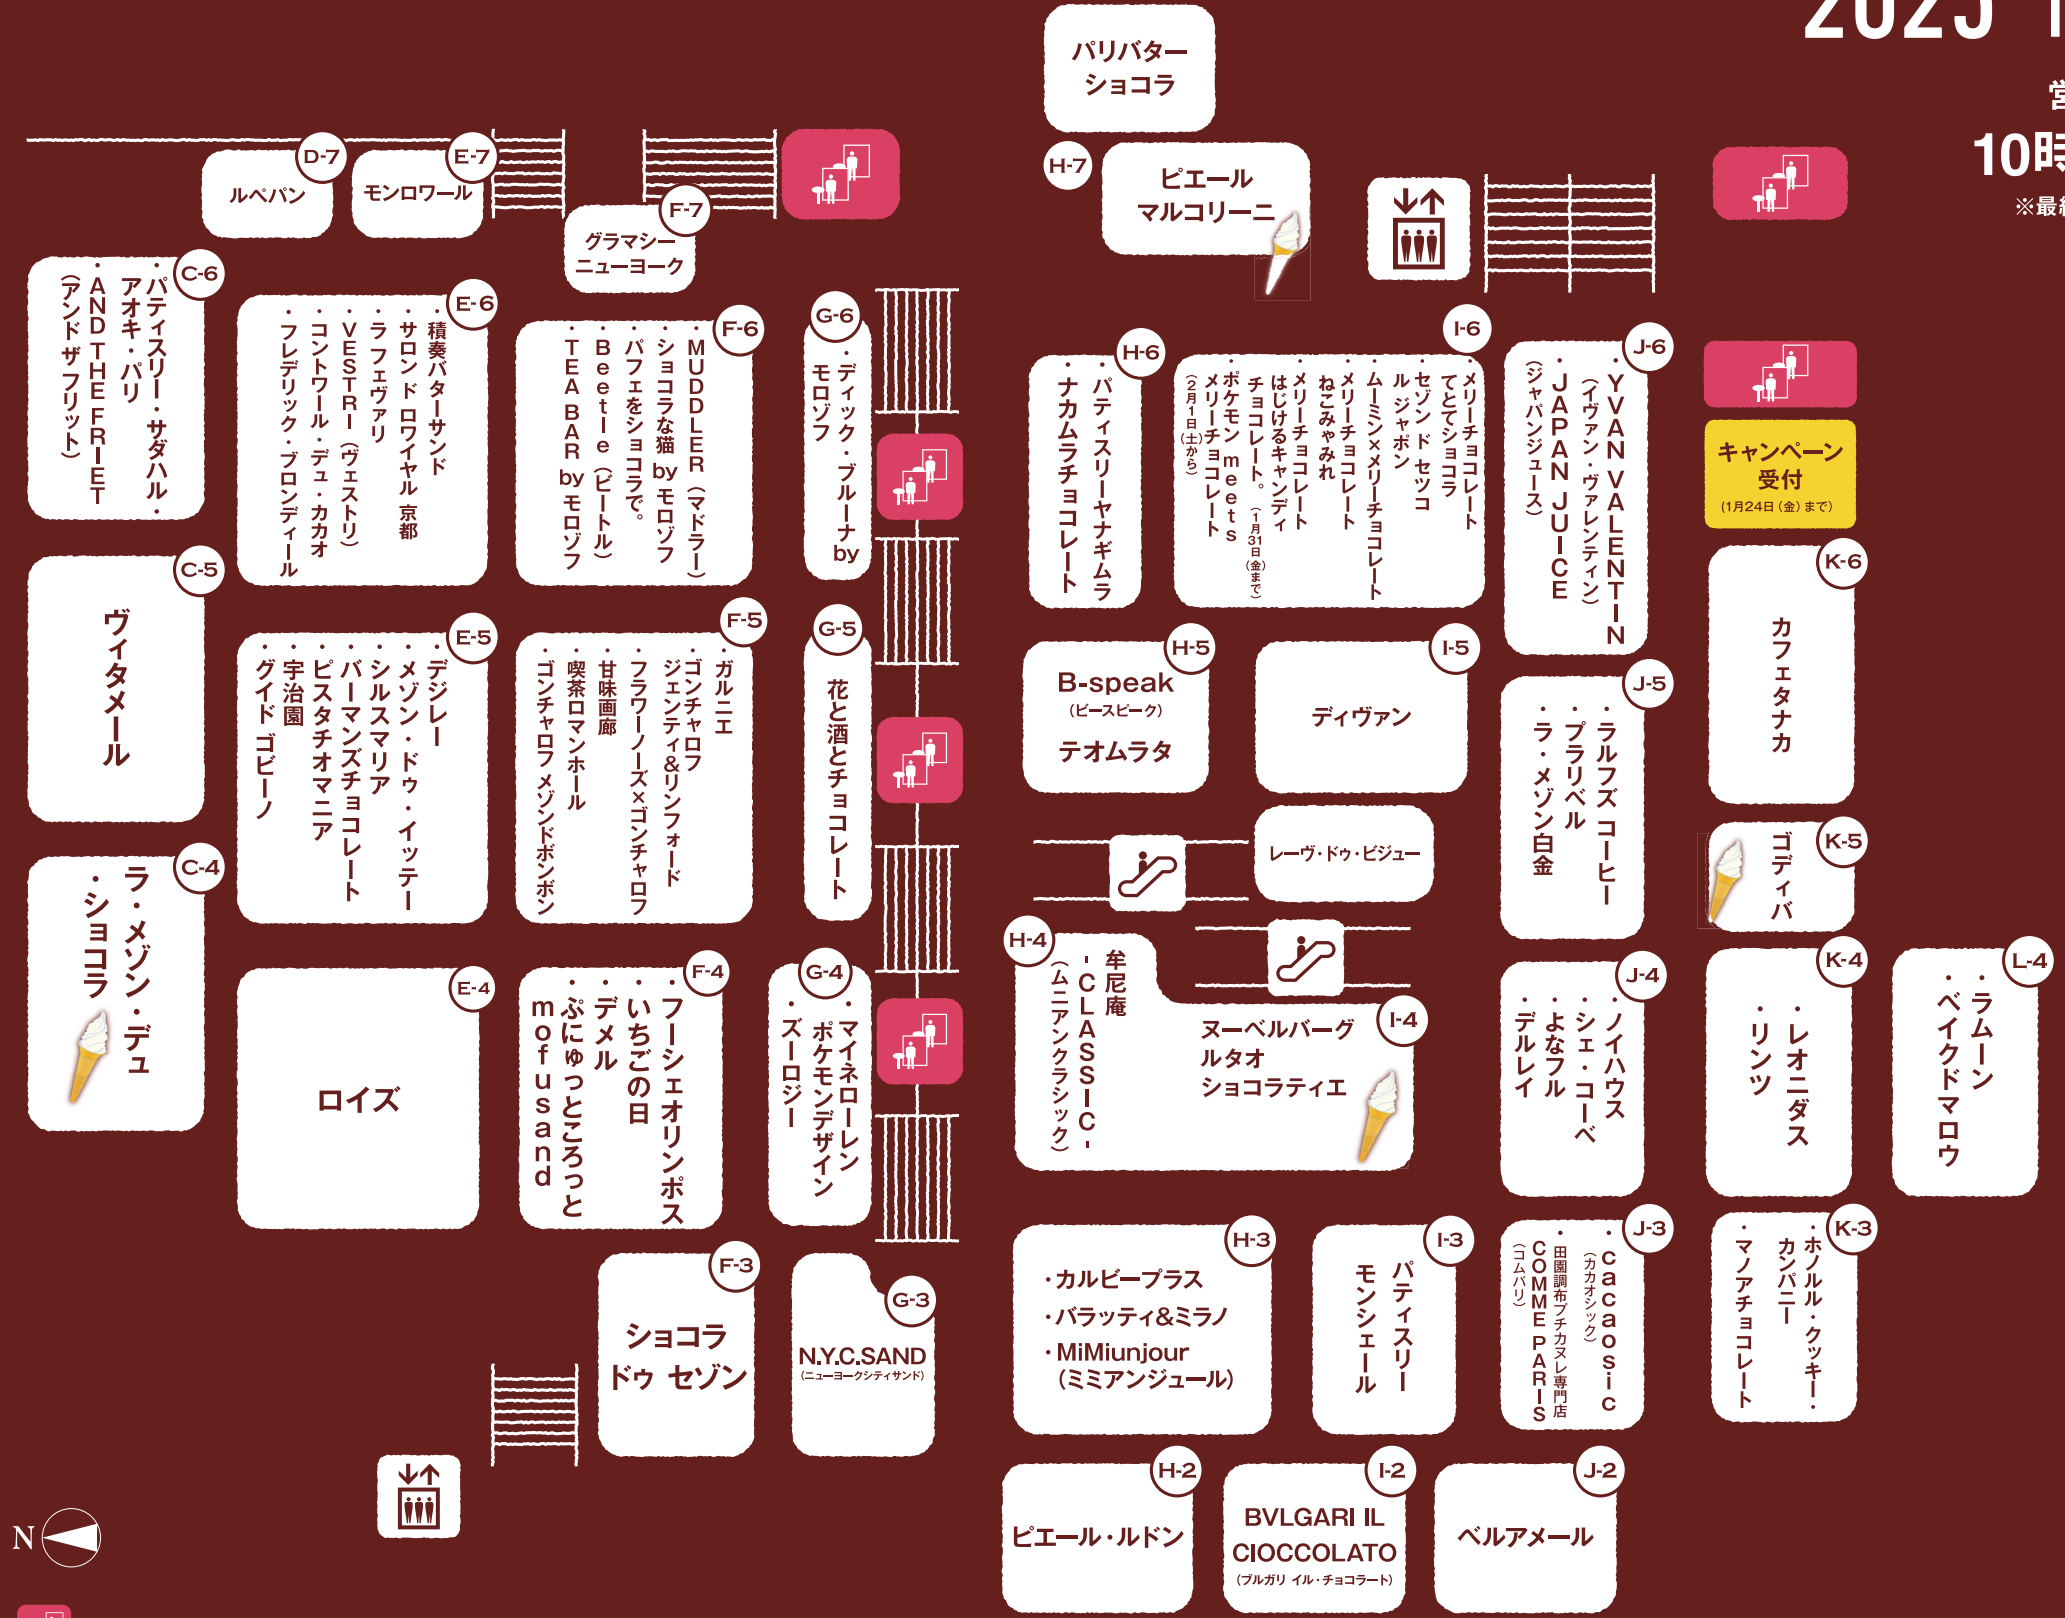 パリバター
ショコラ
営
10時
※最終
H-7
ピエール
マルコリーニ
D-7
ルペパン
E-7
モンロワール
F-7
グラマシー
ニューヨーク
C-6
・パティスリー・サダハル・
アオキ・パリ
・AND THE FRIET
(アンド ザ フリット)
E-6
・積奏バターサンド
・サロン ド ロワイヤル 京都
・ラ フェヴァリ
・VESTRI (ヴェストリ)
・コントワール・デュ・カカオ
・フレデリック・ブロンディール
F-6
・MUDDLER (マドラー)
・ショコラな猫 by モロゾフ
・パフェをショコラで。
・Beetle (ビートル)
・TEA BAR by モロゾフ
G-6
・ディック・ブルーナ by
モロゾフ
H-6
・パティスリーヤナギムラ
・ナカムラチョコレート
I-6
・メリーチョコレート
てとてショコラ
・セゾン ド セツコ
ル ジャポン
・ムーミン×メリーチョコレート
・メリーチョコレート
ねこみゃみれ
・メリーチョコレート
はじけるキャンディ
チョコレート。(1月31日(金)まで)
・ポケモン meets
メリーチョコレート
(2月1日(土)から)
J-6
・YVAN VALENTIN
(イヴァン・ヴァレンティン)
・JAPAN JUICE
(ジャパンジュース)
キャンペーン
受付
(1月24日(金)まで)
C-5
ヴィタメール
E-5
・デジレー
・メゾン・ドゥ・イッテー
・シルスマリア
・バーマンズチョコレート
・ピスタチオマニア
・宇治園
・グイド ゴビーノ
F-5
・ガルニエ
・ゴンチャロフ
ジェンティ&リンフォード
・フラワーノーズ×ゴンチャロフ
・甘味画廊
・喫茶ロマンホール
・ゴンチャロフ メゾンドボンボン
G-5
花と酒とチョコレート
H-5
B-speak
(ビースピーク)
テオムラタ
I-5
ディヴァン
レーヴ・ドゥ・ビジュー
J-5
・ラルフズ コーヒー
・プラリベル
・ラ・メゾン白金
K-6
カフェタナカ
K-5
ゴディバ
C-4
ラ・メゾン・デュ
・ショコラ
E-4
ロイズ
F-4
・フーシェオリンポス
・いちごの日
・デメル
・ぷにゅっところっと
mofusand
G-4
・マイネローレン
ポケモンデザイン
・ズーロジー
H-4
牟尼庵
-CLASSIC-
(ムニアンクラシック)
I-4
ヌーベルバーグ
ルタオ
ショコラティエ
J-4
・ノイハウス
・シェ・コーベ
・よなフル
・デルレイ
K-4
・レオニダス
・リンツ
L-4
・ラムーン
・ベイクドマロウ
F-3
ショコラ
ドゥ セゾン
G-3
N.Y.C.SAND
(ニューヨークシティサンド)
H-3
・カルビープラス
・バラッティ&ミラノ
・MiMiunjour
(ミミアンジュール)
I-3
パティスリー
モンシェール
J-3
・cacaosic
(カカオシック)
・田園調布プチカヌレ専門店
COMME PARIS
(コムパリ)
K-3
・ホノルル・クッキー・
カンパニー
・マノアチョコレート
H-2
ピエール・ルドン
I-2
BVLGARI IL
CIOCCOLATO
(ブルガリ イル・チョコラート)
J-2
ベルアメール
N